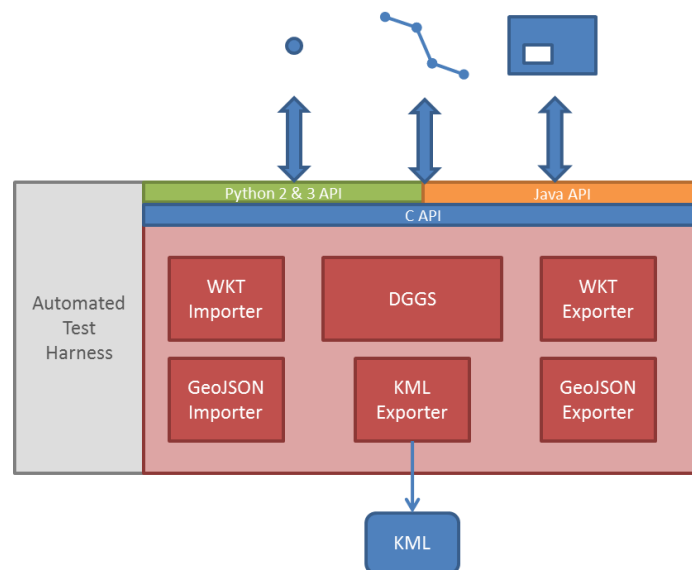 Python 2 & 3 API
Java API
C API
Automated
Test
Harness
WKT
Importer
DGGS
WKT
Exporter
GeoJSON
Importer
KML
Exporter
GeoJSON
Exporter
KML